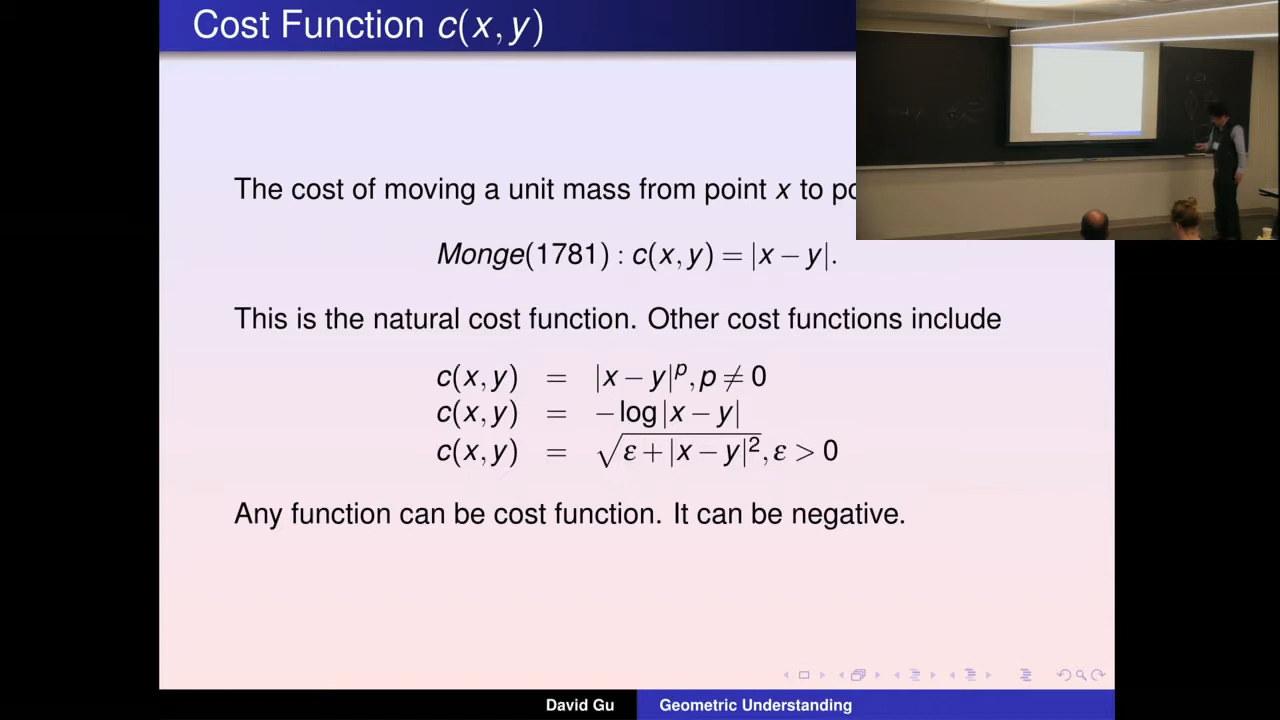 Cost Function c(x, y)
The cost of moving a unit mass from point x to
Monge(1781) : c(x, y) = |x − y|.
This is the natural cost function. Other cost functions include
c(x, y) = |x − y|ᵖ, p ≠ 0
c(x, y) = − log |x − y|
c(x, y) = √(ε + |x − y|²), ε > 0
Any function can be cost function. It can be negative.
David Gu Geometric Understanding